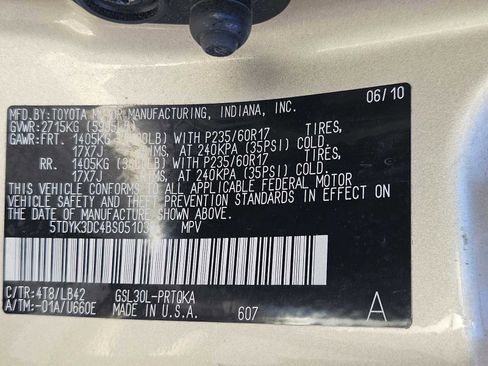 MFD.BY:TOYOTA MOTOR MANUFACTURING, INDIANA, INC. 06/10
GVWR:2715KG
GAWR:FRT. 1405KG WITH P235/60R17 TIRES,
17X7J RIMS, AT 240KPA (35PSI) COLD
RR. 1405KG WITH P235/60R17 TIRES,
17X7J RIMS, AT 240KPA (35PSI) COLD
THIS VEHICLE CONFORMS TO ALL APPLICABLE FEDERAL MOTOR
VEHICLE SAFETY AND THEFT PREVENTION STANDARDS IN EFFECT ON
THE DATE OF MANUFACTURE SHOWN ABOVE.
MPV
C/TR:4T8/LB42 GSL30L-PRTQKA
A/TM:-01A/U660E MADE IN U.S.A. 607 A